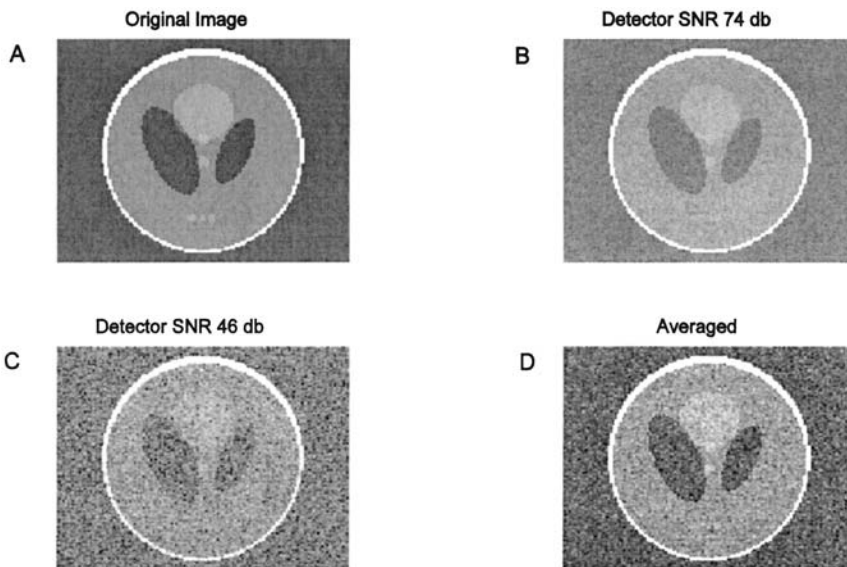 Original Image
A
Detector SNR 74 db
B
Detector SNR 46 db
C
Averaged
D